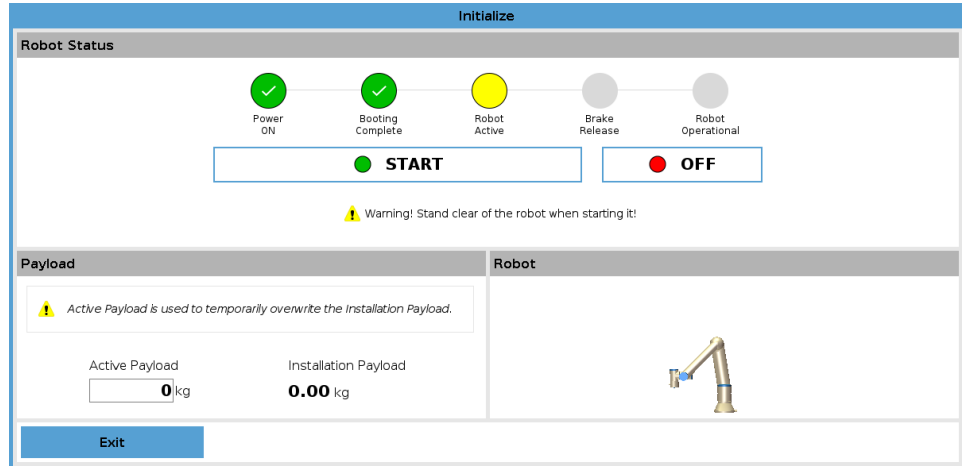 Initialize
Robot Status
Power
ON
Booting
Complete
Robot
Active
Brake
Release
Robot
Operational
START
OFF
Warning! Stand clear of the robot when starting it!
Payload
Robot
Active Payload is used to temporarily overwrite the Installation Payload.
Active Payload
Installation Payload
0 kg
0.00 kg
Exit